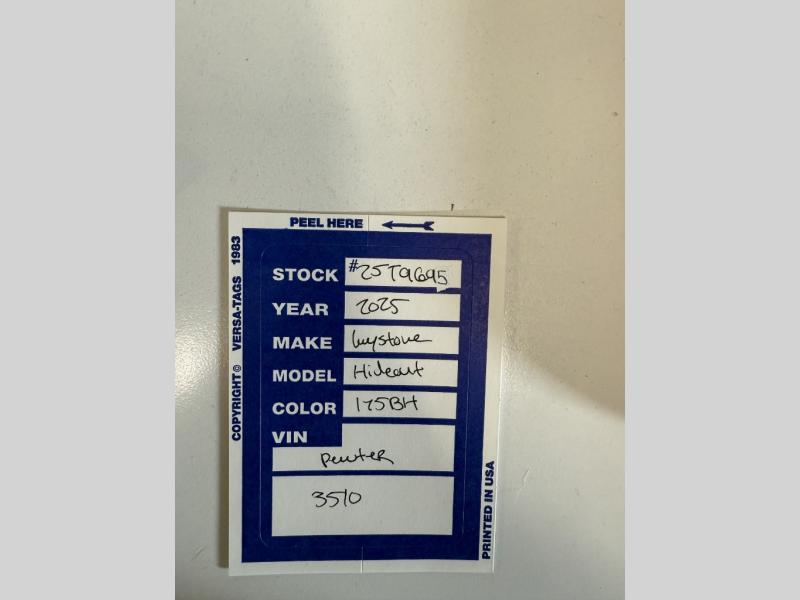 PEEL HERE
COPYRIGHT© VERSA-TAGS 1983
STOCK #25T9695
YEAR 2025
MAKE Keystone
MODEL Hideout
COLOR 175BH
VIN
Pewter
3510
PRINTED IN USA